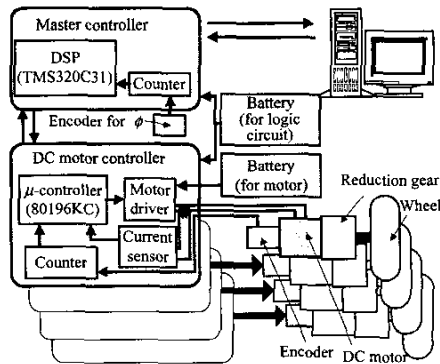 Master controller
DSP
(TMS320C31)
Counter
Encoder for ϕ
Battery
(for logic
circuit)
DC motor controller
μ-controller
(80196KC)
Motor
driver
Battery
(for motor)
Current
sensor
Counter
Reduction gear
Wheel
Encoder
DC motor